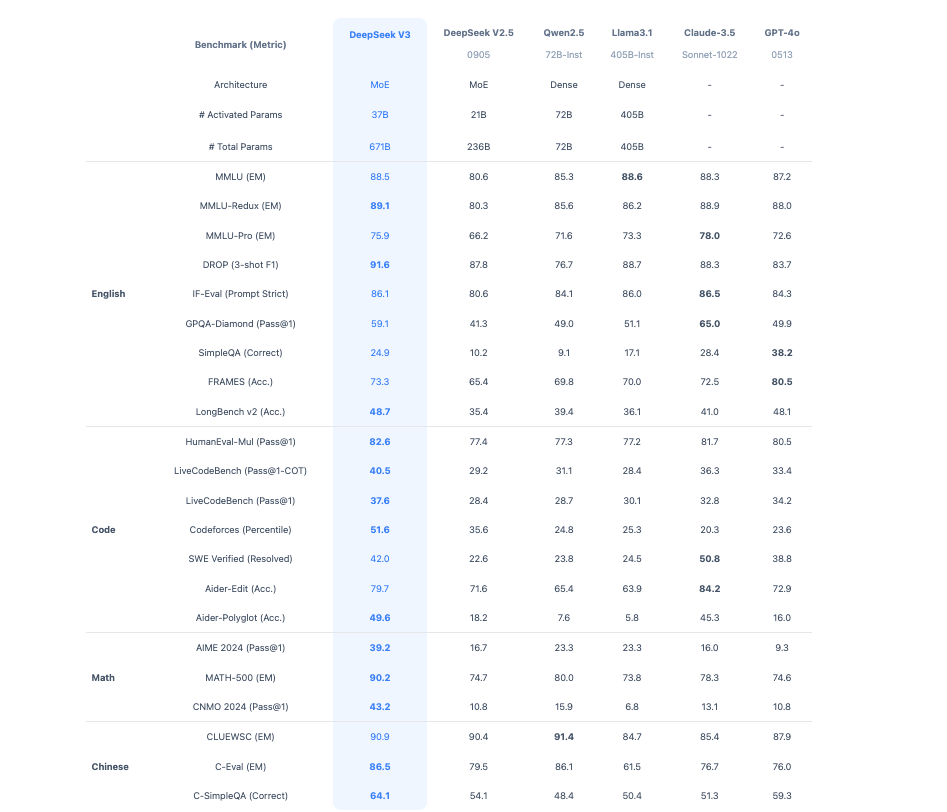 Benchmark (Metric) DeepSeek V3 DeepSeek V2.5 Qwen2.5 Llama3.1 Claude-3.5 GPT-4o
0905 72B-Inst 405B-Inst Sonnet-1022 0513
Architecture MoE MoE Dense Dense - -
# Activated Params 37B 21B 72B 405B - -
# Total Params 671B 236B 72B 405B - -
MMLU (EM) 88.5 80.6 85.3 88.6 88.3 87.2
MMLU-Redux (EM) 89.1 80.3 85.6 86.2 88.9 88.0
MMLU-Pro (EM) 75.9 66.2 71.6 73.3 78.0 72.6
DROP (3-shot F1) 91.6 87.8 76.7 88.7 88.3 83.7
English IF-Eval (Prompt Strict) 86.1 80.6 84.1 86.0 86.5 84.3
GPQA-Diamond (Pass@1) 59.1 41.3 49.0 51.1 65.0 49.9
SimpleQA (Correct) 24.9 10.2 9.1 17.1 28.4 38.2
FRAMES (Acc.) 73.3 65.4 69.8 70.0 72.5 80.5
LongBench v2 (Acc.) 48.7 35.4 39.4 36.1 41.0 48.1
HumanEval-Mul (Pass@1) 82.6 77.4 77.3 77.2 81.7 80.5
LiveCodeBench (Pass@1-COT) 40.5 29.2 31.1 28.4 36.3 33.4
LiveCodeBench (Pass@1) 37.6 28.4 28.7 30.1 32.8 34.2
Code Codeforces (Percentile) 51.6 35.6 24.8 25.3 20.3 23.6
SWE Verified (Resolved) 42.0 22.6 23.8 24.5 50.8 38.8
Aider-Edit (Acc.) 79.7 71.6 65.4 63.9 84.2 72.9
Aider-Polyglot (Acc.) 49.6 18.2 7.6 5.8 45.3 16.0
AIME 2024 (Pass@1) 39.2 16.7 23.3 23.3 16.0 9.3
Math MATH-500 (EM) 90.2 74.7 80.0 73.8 78.3 74.6
CNMO 2024 (Pass@1) 43.2 10.8 15.9 6.8 13.1 10.8
CLUEWSC (EM) 90.9 90.4 91.4 84.7 85.4 87.9
Chinese C-Eval (EM) 86.5 79.5 86.1 61.5 76.7 76.0
C-SimpleQA (Correct) 64.1 54.1 48.4 50.4 51.3 59.3